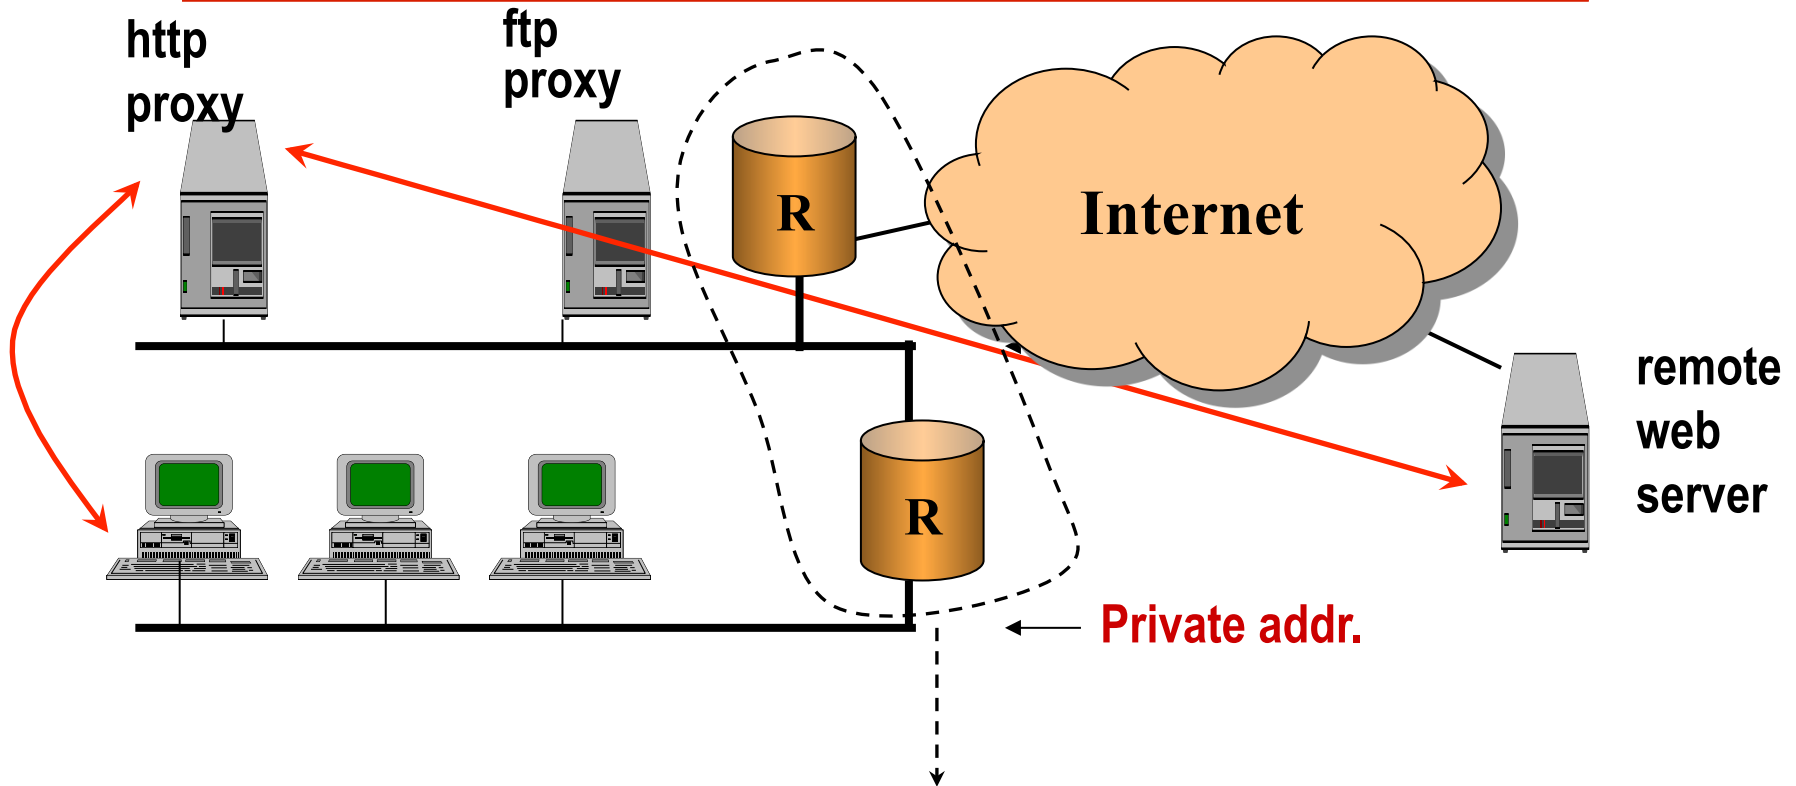 http
proxy
ftp
proxy
R
Internet
remote
web
server
R
Private addr.